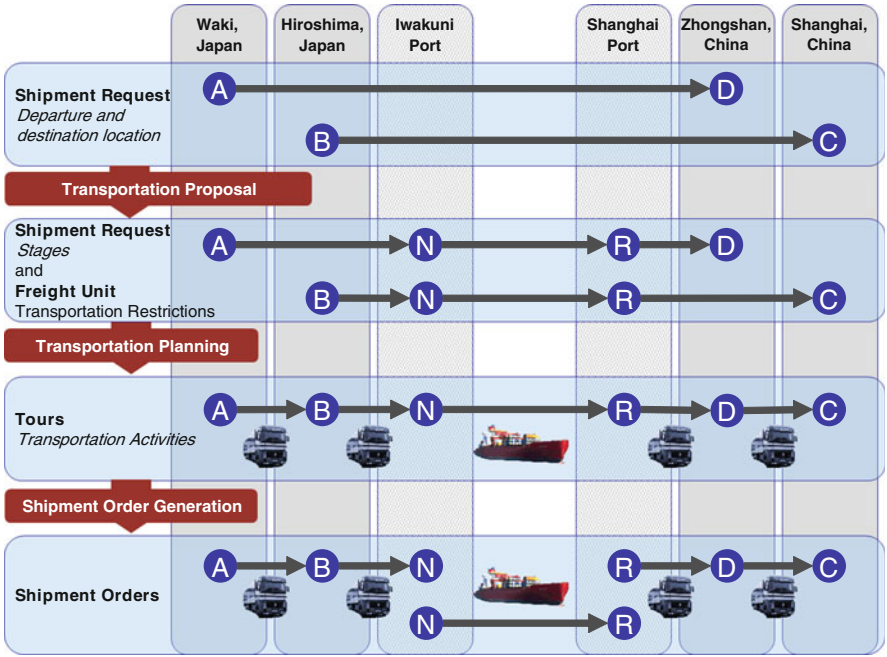 Waki,
Japan
Hiroshima,
Japan
Iwakuni
Port
Shanghai
Port
Zhongshan,
China
Shanghai,
China
Shipment Request
Departure and
destination location
A
D
B
C
Transportation Proposal
Shipment Request
Stages
and
Freight Unit
Transportation Restrictions
A
N
R
D
B
N
R
C
Transportation Planning
Tours
Transportation Activities
A
B
N
R
D
C
Shipment Order Generation
Shipment Orders
A
B
N
R
D
C
N
R